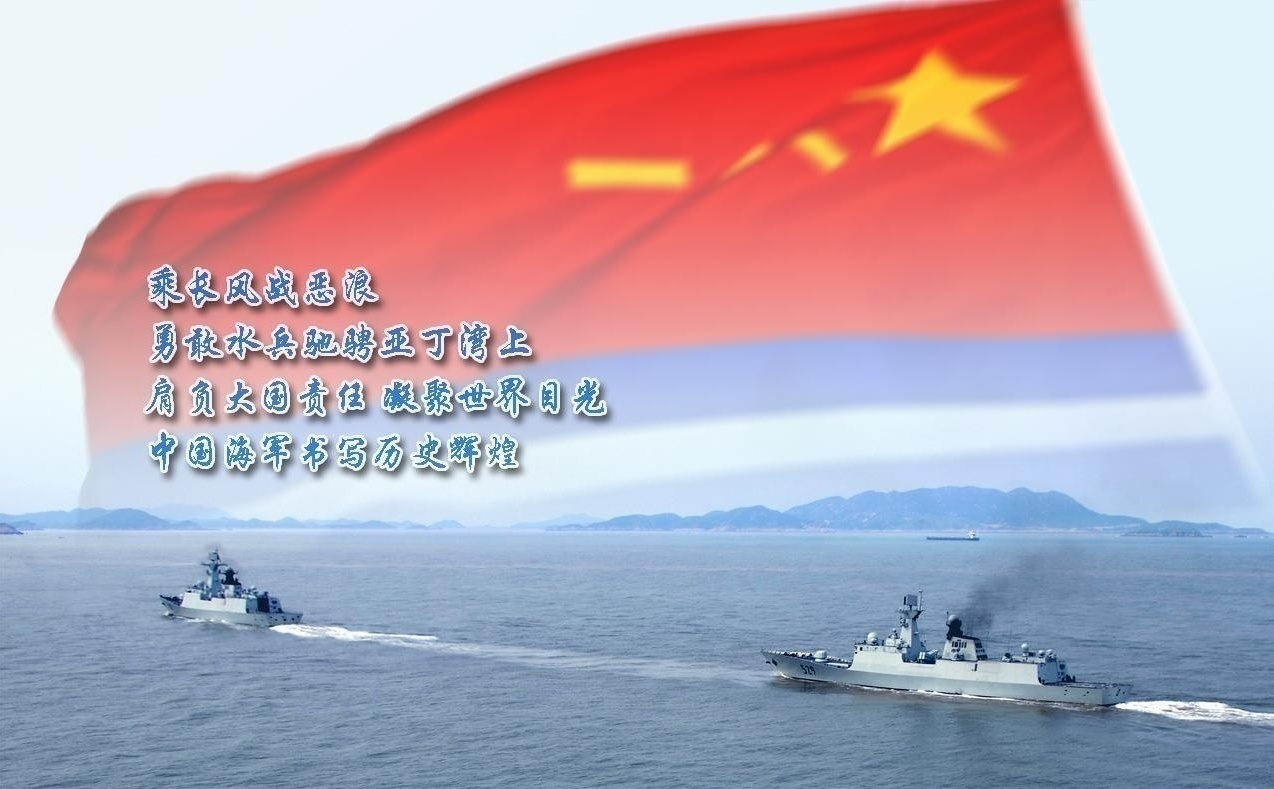 乘长风战恶浪
勇敢水兵驰骋亚丁湾上
肩负大国责任 凝聚世界目光
中国海军书写历史辉煌
529